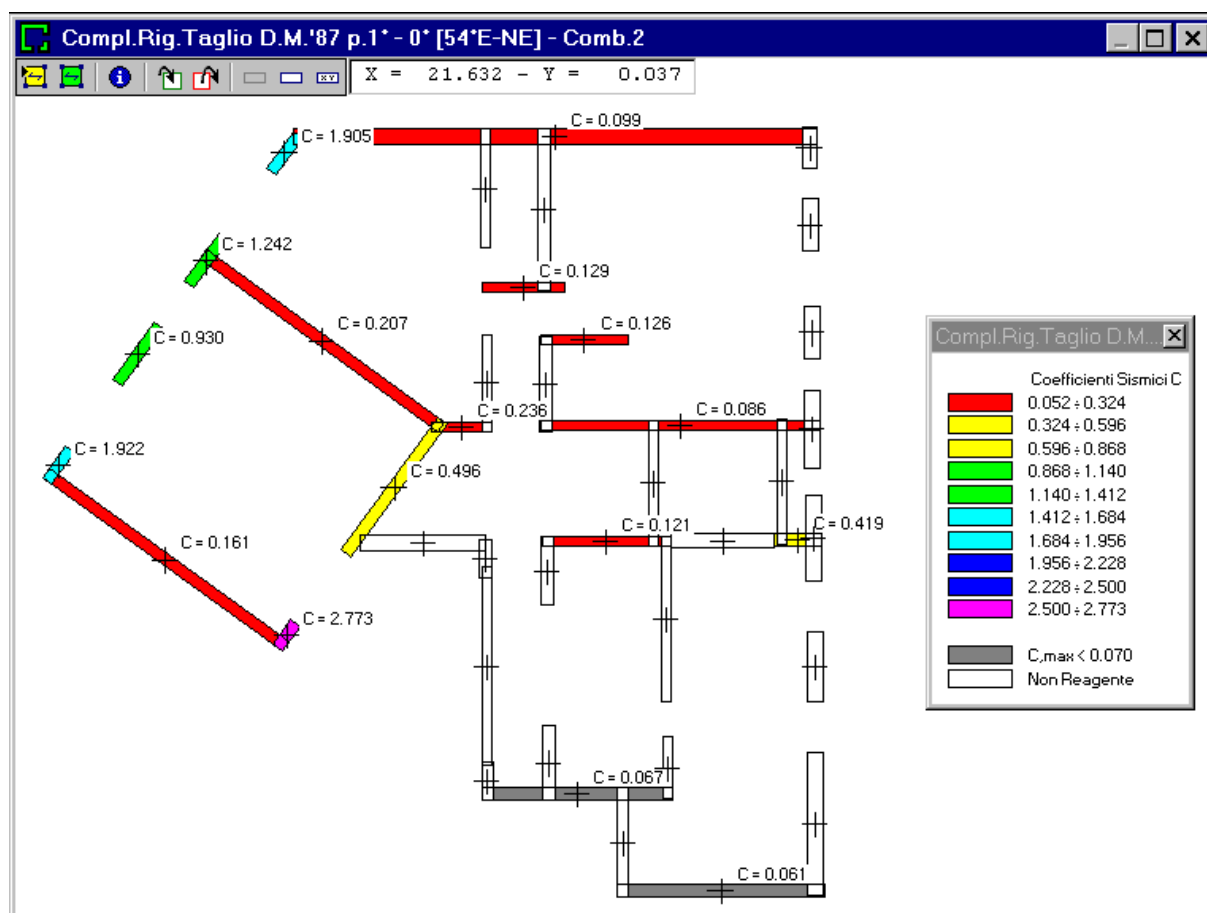 Compl.Rig.Taglio D.M.'87 p.1° - 0° [54°E-NE] - Comb.2
X = 21.632 - Y = 0.037
C = 0.099
C = 1.905
C = 1.242
C = 0.129
C = 0.207
C = 0.126
C = 0.930
C = 0.236
C = 0.086
C = 1.922
C = 0.496
C = 0.121
C = 0.419
C = 0.161
C = 2.773
C = 0.067
C = 0.061
Compl.Rig.Taglio D.M....
Coefficienti Sismici C
0.052÷0.324
0.324÷0.596
0.596÷0.868
0.868÷1.140
1.140÷1.412
1.412÷1.684
1.684÷1.956
1.956÷2.228
2.228÷2.500
2.500÷2.773
C,max < 0.070
Non Reagente